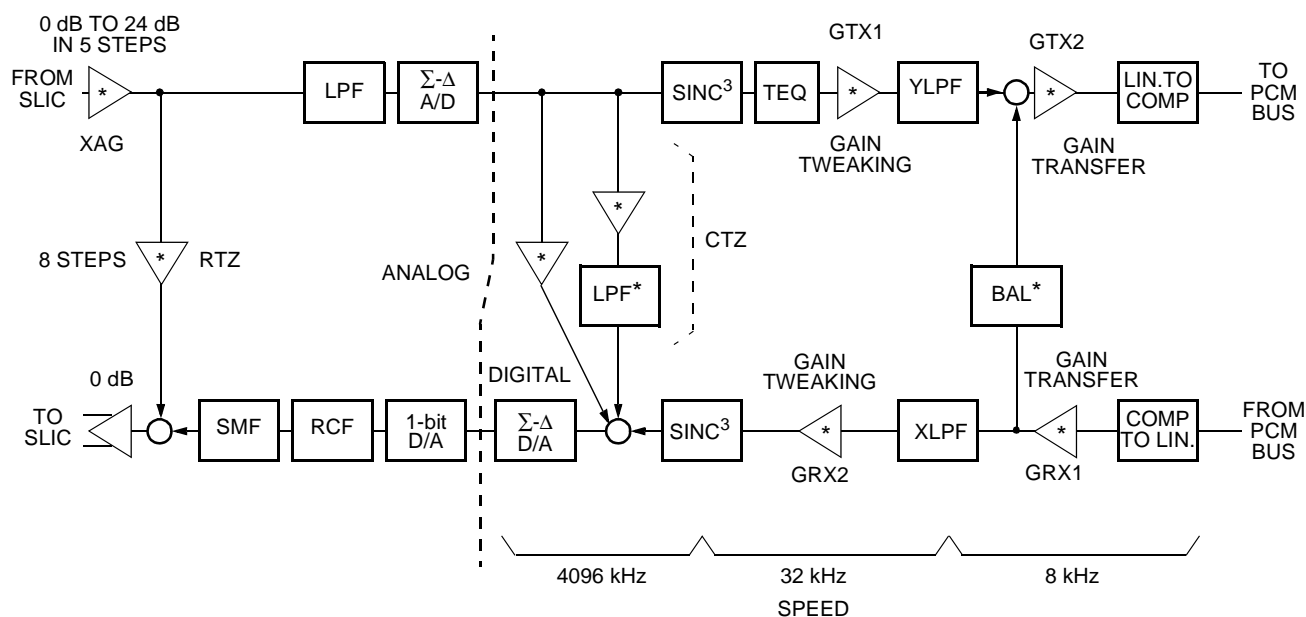 0 dB TO 24 dB
IN 5 STEPS
FROM
SLIC
*
XAG
LPF
Σ-Δ
A/D
SINC³
TEQ
GTX1
*
GAIN
TWEAKING
YLPF
GTX2
*
GAIN
TRANSFER
LIN.TO
COMP
TO
PCM
BUS
8 STEPS
*
RTZ
ANALOG
*
*
LPF*
CTZ
BAL*
DIGITAL
0 dB
TO
SLIC
SMF
RCF
1-bit
D/A
Σ-Δ
D/A
SINC³
GAIN
TWEAKING
*
GRX2
XLPF
GAIN
TRANSFER
*
GRX1
COMP
TO LIN.
FROM
PCM
BUS
4096 kHz
32 kHz
8 kHz
SPEED